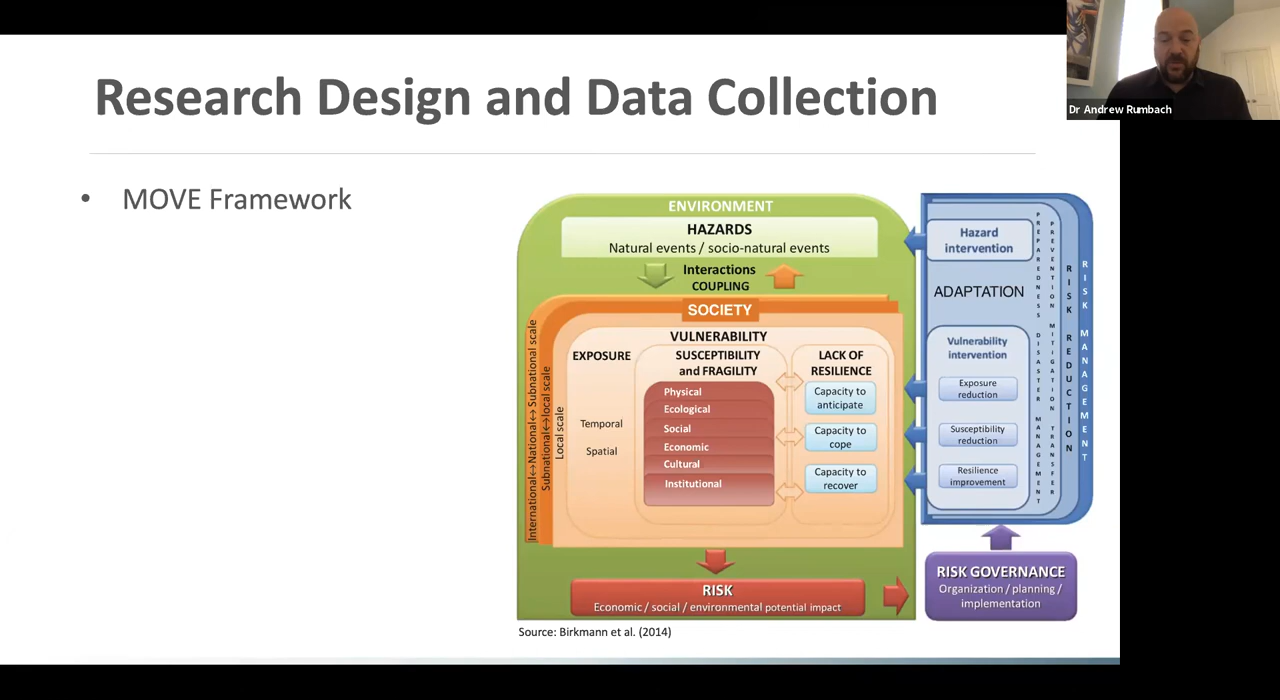 Dr Andrew Rumbach
Research Design and Data Collection
• MOVE Framework
ENVIRONMENT
HAZARDS
Natural events / socio-natural events
Interactions
COUPLING
SOCIETY
International↔National↔Subnational scale
Subnational↔local scale
Local scale
VULNERABILITY
EXPOSURE
Temporal
Spatial
SUSCEPTIBILITY
and FRAGILITY
Physical
Ecological
Social
Economic
Cultural
Institutional
LACK OF
RESILIENCE
Capacity to
anticipate
Capacity to
cope
Capacity to
recover
RISK
Economic / social / environmental potential impact
Hazard
intervention
ADAPTATION
Vulnerability
intervention
Exposure
reduction
Susceptibility
reduction
Resilience
improvement
PREPAREDNESS DISASTER MANAGEMENT
PREVENTION MITIGATION TRANSFER
RISK REDUCTION
RISK MANAGEMENT
RISK GOVERNANCE
Organization / planning /
implementation
Source: Birkmann et al. (2014)